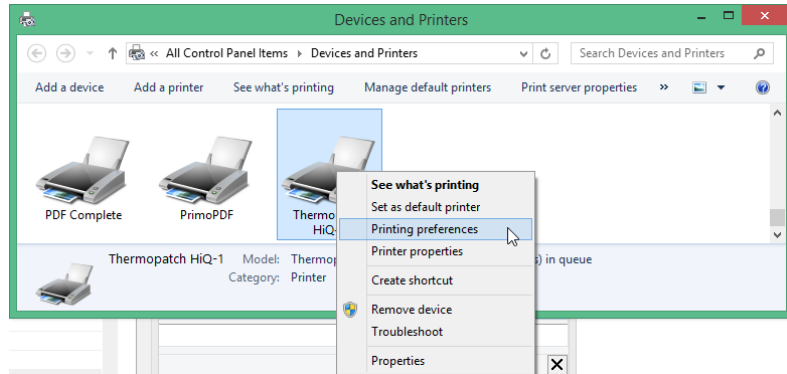 Devices and Printers
« All Control Panel Items Devices and Printers Search Devices and Printers
Add a device Add a printer See what's printing Manage default printers Print server properties »
PDF Complete PrimoPDF
HiQ-
See what's printing
Set as default printer
Printing preferences
Printer properties
Create shortcut
Remove device
Troubleshoot
Properties
Thermopatch HiQ-1 Model: in queue
Category: Printer